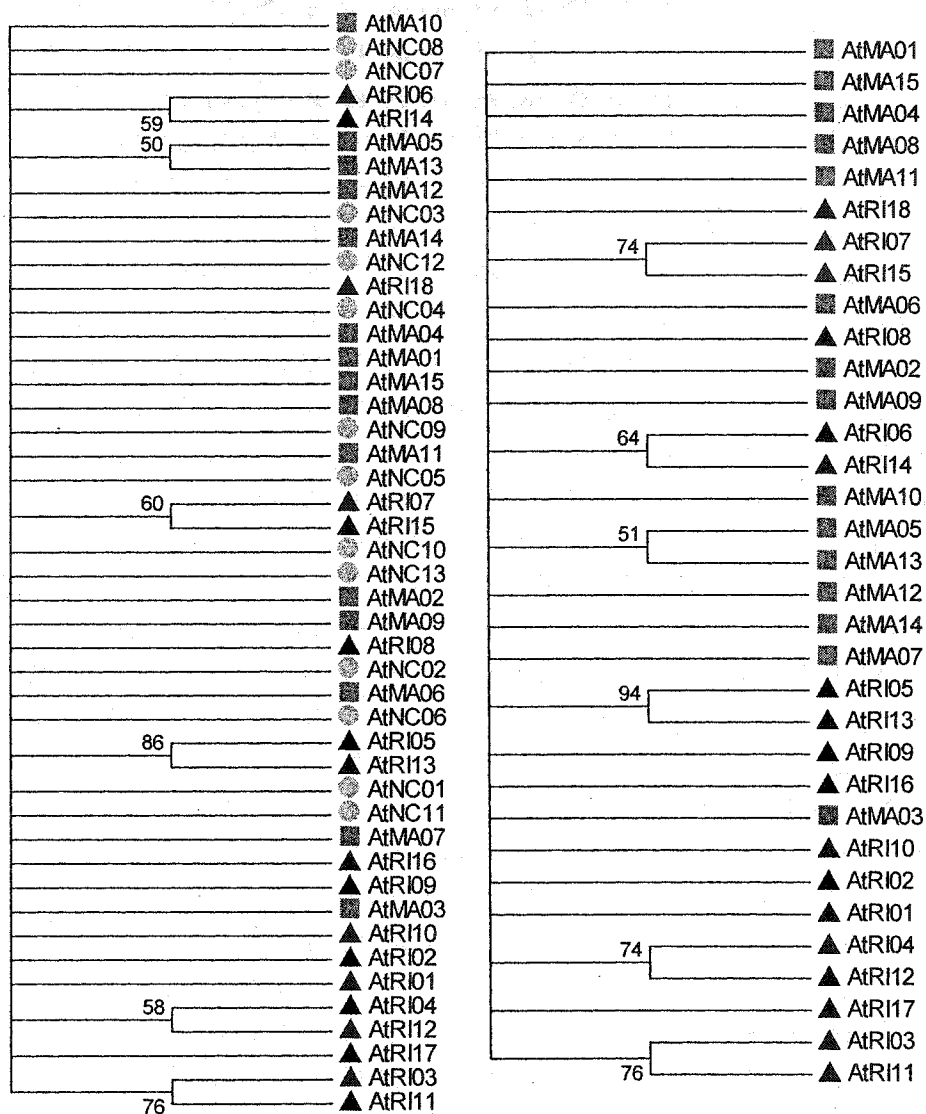 AtMA10
AtNC08
AtNC07
AtRI06
59
AtRI14
50
AtMA05
AtMA13
AtMA12
AtNC03
AtMA14
AtNC12
AtRI18
AtNC04
AtMA04
AtMA01
AtMA15
AtMA08
AtNC09
AtMA11
AtNC05
60
AtRI07
AtRI15
AtNC10
AtNC13
AtMA02
AtMA09
AtRI08
AtNC02
AtMA06
AtNC06
86
AtRI05
AtRI13
AtNC01
AtNC11
AtMA07
AtRI16
AtRI09
AtMA03
AtRI10
AtRI02
AtRI01
58
AtRI04
AtRI12
AtRI17
AtRI03
76
AtRI11
AtMA01
AtMA15
AtMA04
AtMA08
AtMA11
AtRI18
74
AtRI07
AtRI15
AtMA06
AtRI08
AtMA02
AtMA09
64
AtRI06
AtRI14
AtMA10
51
AtMA05
AtMA13
AtMA12
AtMA14
AtMA07
94
AtRI05
AtRI13
AtRI09
AtRI16
AtMA03
AtRI10
AtRI02
AtRI01
74
AtRI04
AtRI12
AtRI17
AtRI03
76
AtRI11